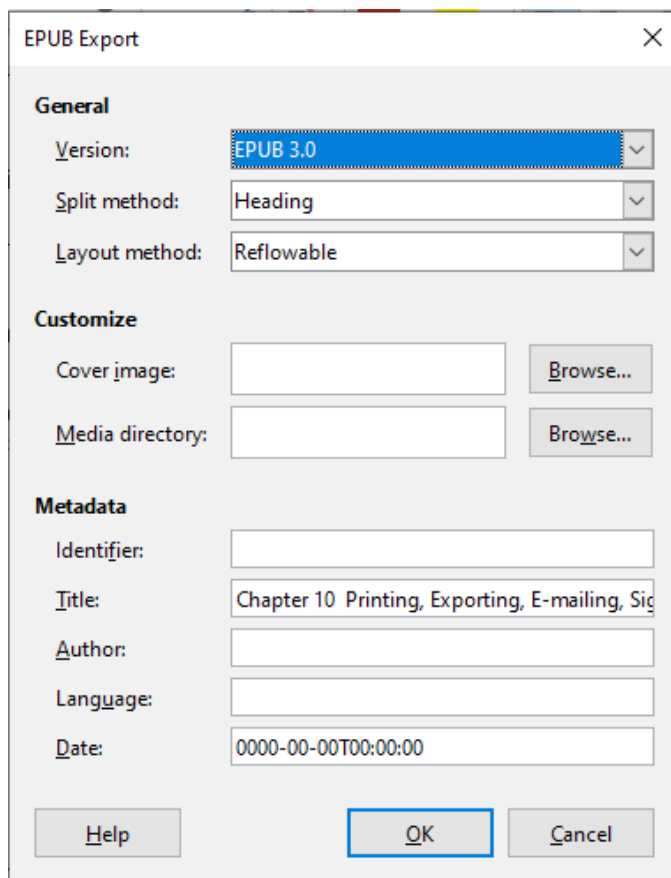 EPUB Export
General
Version: EPUB 3.0
Split method: Heading
Layout method: Reflowable
Customize
Cover image: Browse...
Media directory: Browse...
Metadata
Identifier:
Title: Chapter 10 Printing, Exporting, E-mailing, Sig
Author:
Language:
Date: 0000-00-00T00:00:00
Help OK Cancel